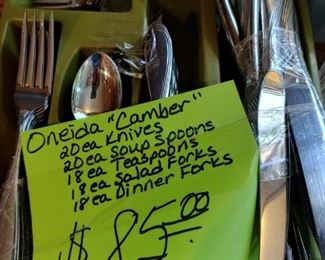 Oneida "Camber"
20 ea Knives
20 ea Soup Spoons
18 ea Teaspoons
18 ea Salad Forks
18 ea Dinner Forks
$85.00